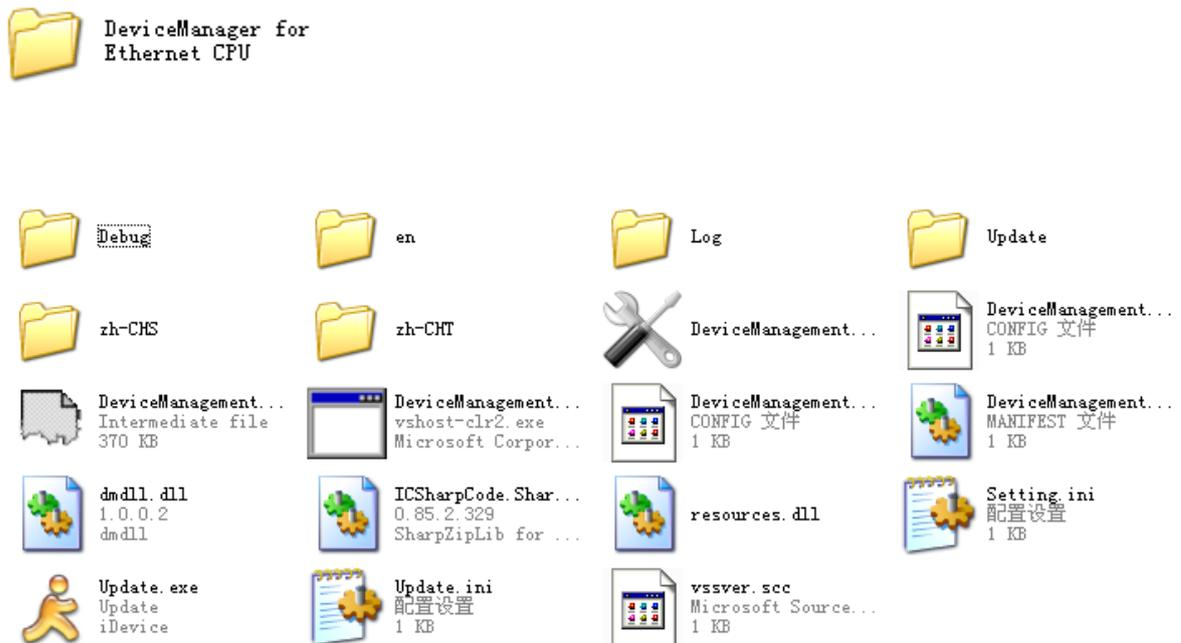 DeviceManager for
Ethernet CPU
Debug
en
Log
Update
zh-CHS
zh-CHT
DeviceManagement...
DeviceManagement...
CONFIG 文件
1 KB
DeviceManagement...
Intermediate file
370 KB
DeviceManagement...
vshost-clr2.exe
Microsoft Corpor...
DeviceManagement...
CONFIG 文件
1 KB
DeviceManagement...
MANIFEST 文件
1 KB
dmdll.dll
1.0.0.2
dmdll
ICSharpCode.Shar...
0.85.2.329
SharpZipLib for ...
resources.dll
Setting.ini
配置设置
1 KB
Update.exe
Update
iDevice
Update.ini
配置设置
1 KB
vssver.scc
Microsoft Source...
1 KB